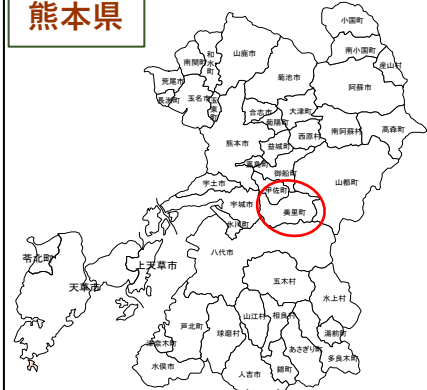 熊本県
小国町
南小国町
産山村
和水町
山鹿市
南関町
菊池市
荒尾市
阿蘇市
長洲町
玉名市
玉東町
合志市
大津町
菊陽町
高森町
熊本市
西原村
南阿蘇村
益城町
嘉島町
御船町
山都町
宇土市
甲佐町
宇城市
美里町
氷川町
八代市
苓北町
上天草市
天草市
五木村
水上村
芦北町
球磨村
山江村
相良村
湯前町
津奈木町
あさぎり町
多良木町
水俣市
人吉市
錦町